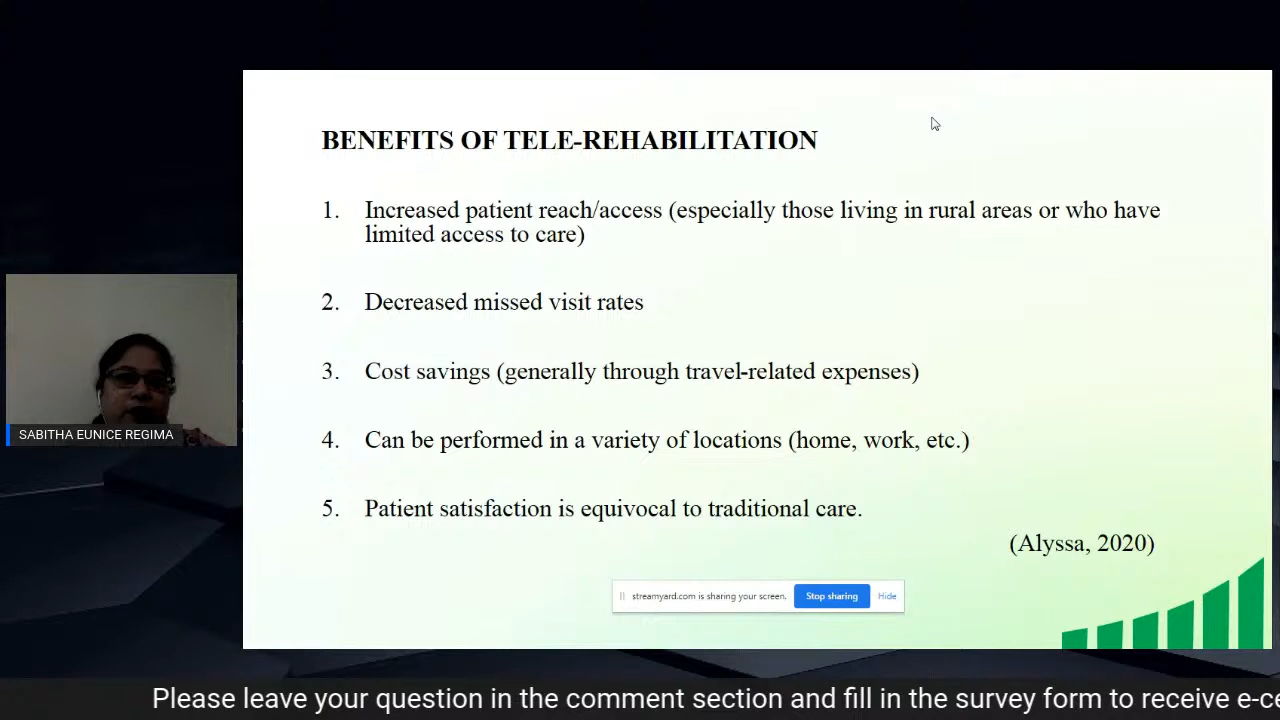 BENEFITS OF TELE-REHABILITATION
1. Increased patient reach/access (especially those living in rural areas or who have
limited access to care)
2. Decreased missed visit rates
3. Cost savings (generally through travel-related expenses)
4. Can be performed in a variety of locations (home, work, etc.)
5. Patient satisfaction is equivocal to traditional care.
(Alyssa, 2020)
SABITHA EUNICE REGIMA
streamyard.com is sharing your screen. Stop sharing Hide
Please leave your question in the comment section and fill in the survey form to receive e-ce